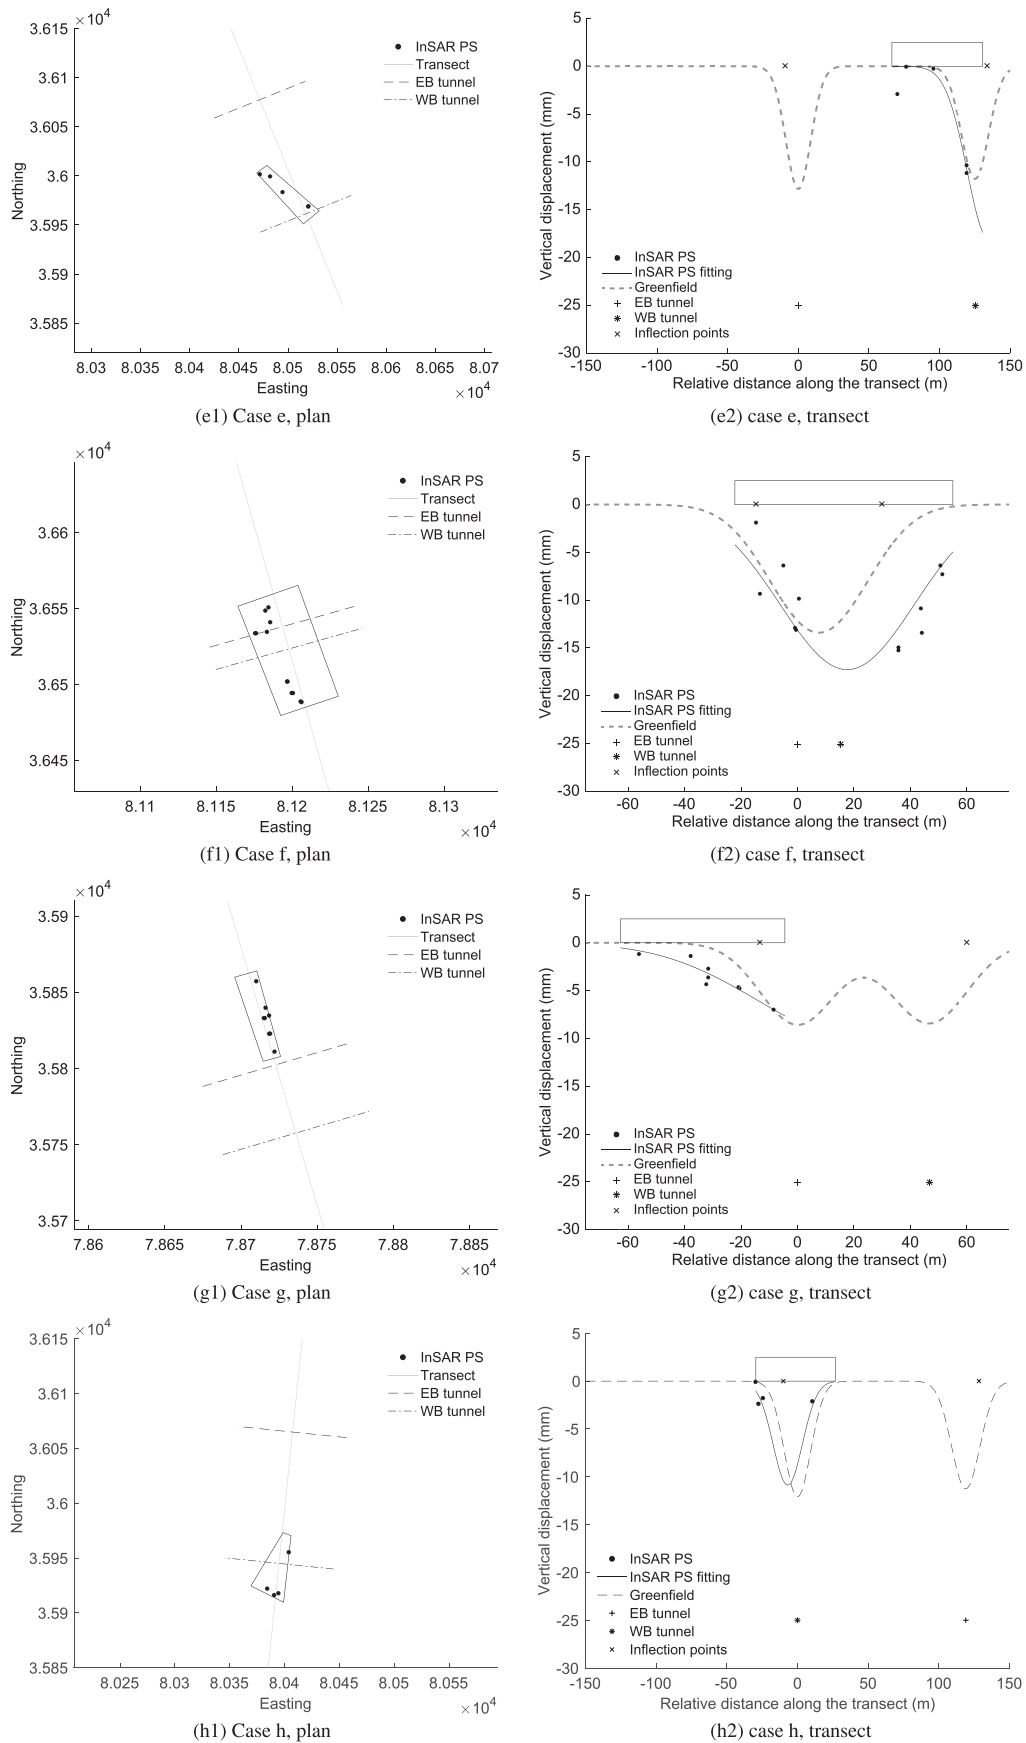 ×10⁴
3.615
3.61
3.605
3.6
3.595
3.59
3.585
Northing
InSAR PS
Transect
EB tunnel
WB tunnel
8.03 8.035 8.04 8.045 8.05 8.055 8.06 8.065 8.07
Easting
×10⁴
(e1) Case e, plan
5
0
-5
-10
-15
-20
-25
-30
Vertical displacement (mm)
InSAR PS
InSAR PS fitting
Greenfield
EB tunnel
WB tunnel
Inflection points
-150 -100 -50 0 50 100 150
Relative distance along the transect (m)
(e2) case e, transect
×10⁴
3.66
3.655
3.65
3.645
Northing
InSAR PS
Transect
EB tunnel
WB tunnel
8.11 8.115 8.12 8.125 8.13
Easting
×10⁴
(f1) Case f, plan
5
0
-5
-10
-15
-20
-25
-30
Vertical displacement (mm)
InSAR PS
InSAR PS fitting
Greenfield
EB tunnel
WB tunnel
Inflection points
-60 -40 -20 0 20 40 60
Relative distance along the transect (m)
(f2) case f, transect
×10⁴
3.59
3.585
3.58
3.575
3.57
Northing
InSAR PS
Transect
EB tunnel
WB tunnel
7.86 7.865 7.87 7.875 7.88 7.885
Easting
×10⁴
(g1) Case g, plan
5
0
-5
-10
-15
-20
-25
-30
Vertical displacement (mm)
InSAR PS
InSAR PS fitting
Greenfield
EB tunnel
WB tunnel
Inflection points
-60 -40 -20 0 20 40 60
Relative distance along the transect (m)
(g2) case g, transect
×10⁴
3.615
3.61
3.605
3.6
3.595
3.59
3.585
Northing
InSAR PS
Transect
EB tunnel
WB tunnel
8.025 8.03 8.035 8.04 8.045 8.05 8.055
Easting
×10⁴
(h1) Case h, plan
5
0
-5
-10
-15
-20
-25
-30
Vertical displacement (mm)
InSAR PS
InSAR PS fitting
Greenfield
EB tunnel
WB tunnel
Inflection points
-150 -100 -50 0 50 100 150
Relative distance along the transect (m)
(h2) case h, transect